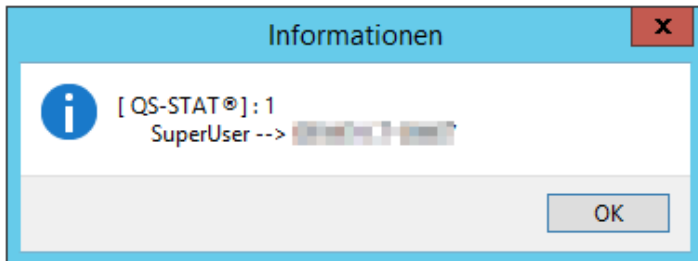 Informationen
x
[ QS-STAT®] : 1
SuperUser -->
OK